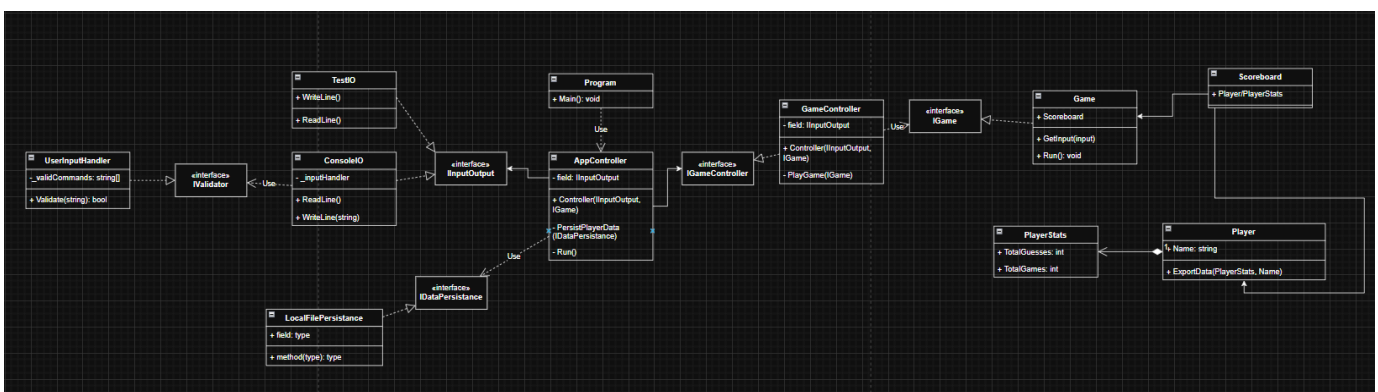 TestIO
+ WriteLine()
+ ReadLine()
Program
+ Main(): void
Use
GameController
- field: IInputOutput
+ Controller(IInputOutput,
IGame)
- PlayGame(IGame)
Use
«interface»
IGame
Game
+ Scoreboard
+ GetInput(input)
+ Run(): void
Scoreboard
+ Player/PlayerStats
UserInputHandler
- _validCommands: string[]
+ Validate(string): bool
«interface»
IValidator
Use
ConsoleIO
- _inputHandler
+ ReadLine()
+ WriteLine(string)
«interface»
IInputOutput
AppController
- field: IInputOutput
+ Controller(IInputOutput,
IGame)
- PersistPlayerData
(IDataPersistance)
- Run()
«interface»
IGameController
Use
«interface»
IDataPersistance
LocalFilePersistance
+ field: type
+ method(type): type
PlayerStats
+ TotalGuesses: int
+ TotalGames: int
Player
1
+ Name: string
+ ExportData(PlayerStats, Name)